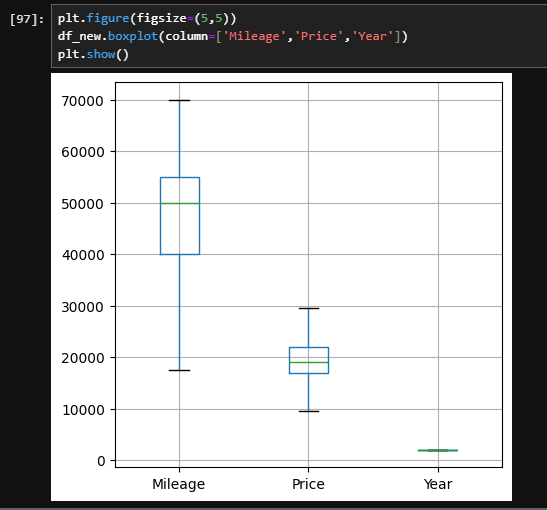 [97]: plt.figure(figsize=(5,5))
df_new.boxplot(column=['Mileage','Price','Year'])
plt.show()
70000
60000
50000
40000
30000
20000
10000
0
Mileage Price Year